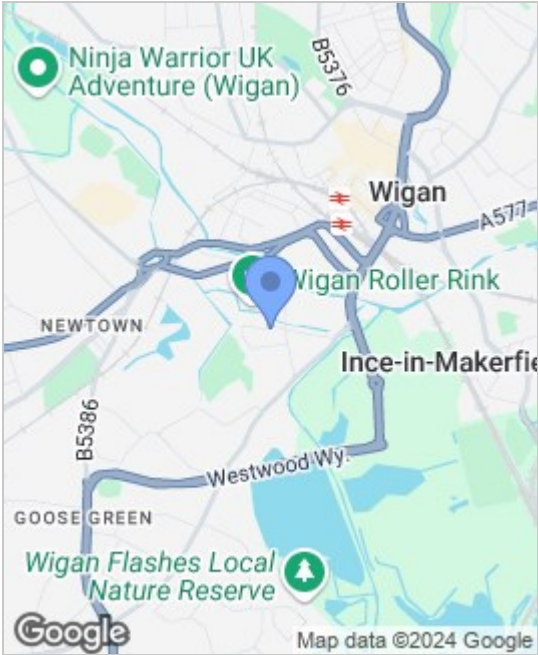 Ninja Warrior UK
Adventure (Wigan)
B5376
Wigan
A577
Wigan Roller Rink
NEWTOWN
Ince-in-Makerfie
B5386
Westwood Wy.
GOOSE GREEN
Wigan Flashes Local
Nature Reserve
Google
Map data ©2024 Google